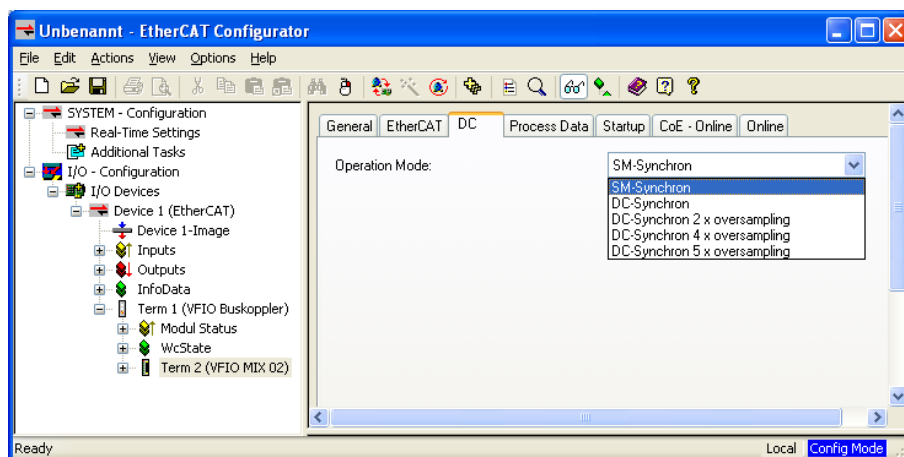 Unbenannt - EtherCAT Configurator
File Edit Actions View Options Help
SYSTEM - Configuration
Real-Time Settings
Additional Tasks
I/O - Configuration
I/O Devices
Device 1 (EtherCAT)
Device 1-Image
Inputs
Outputs
InfoData
Term 1 (VFIO Buskoppler)
Modul Status
WcState
Term 2 (VFIO MIX 02)
General EtherCAT DC Process Data Startup CoE - Online Online
Operation Mode: SM-Synchron
SM-Synchron
DC-Synchron
DC-Synchron 2 x oversampling
DC-Synchron 4 x oversampling
DC-Synchron 5 x oversampling
Ready Local Config Mode